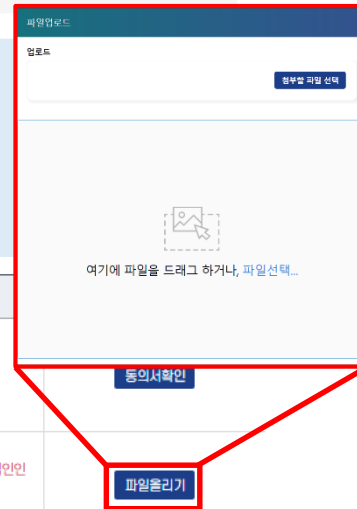 파일업로드
업로드
첨부할 파일 선택
여기에 파일을 드래그 하거나, 파일선택...
동의서확인
인인
파일올리기